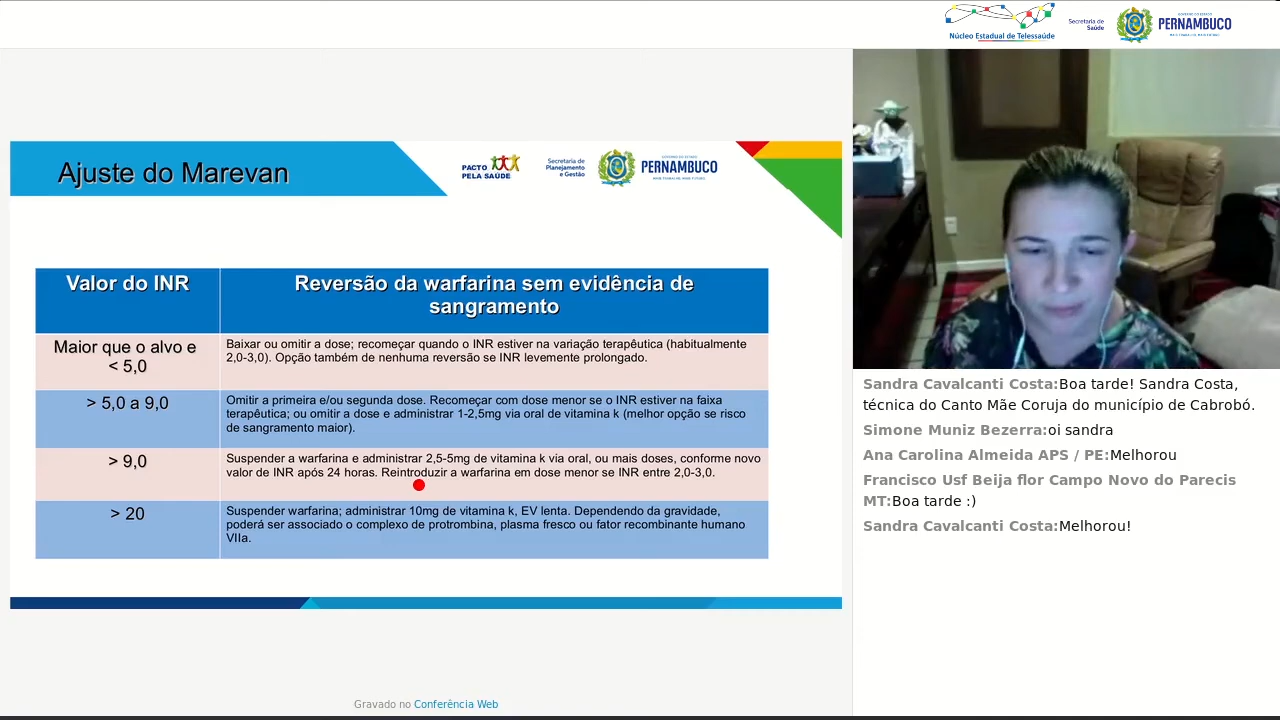 Núcleo Estadual de Telessaúde
Secretaria de
Saúde
PERNAMBUCO
Ajuste do Marevan
PACTO
PELA SAÚDE
Secretaria de
Planejamento
e Gestão
PERNAMBUCO
Valor do INR
Reversão da warfarina sem evidência de
sangramento
Maior que o alvo e
< 5,0
Baixar ou omitir a dose; recomeçar quando o INR estiver na variação terapêutica (habitualmente
2,0-3,0). Opção também de nenhuma reversão se INR levemente prolongado.
> 5,0 a 9,0
Omitir a primeira e/ou segunda dose. Recomeçar com dose menor se o INR estiver na faixa
terapêutica; ou omitir a dose e administrar 1-2,5mg via oral de vitamina k (melhor opção se risco
de sangramento maior).
> 9,0
Suspender a warfarina e administrar 2,5-5mg de vitamina k via oral, ou mais doses, conforme novo
valor de INR após 24 horas. Reintroduzir a warfarina em dose menor se INR entre 2,0-3,0.
> 20
Suspender warfarina; administrar 10mg de vitamina k, EV lenta. Dependendo da gravidade,
poderá ser associado o complexo de protrombina, plasma fresco ou fator recombinante humano
VIIa.
Gravado no Conferência Web
Sandra Cavalcanti Costa:Boa tarde! Sandra Costa,
técnica do Canto Mãe Coruja do município de Cabrobó.
Simone Muniz Bezerra:oi sandra
Ana Carolina Almeida APS / PE:Melhorou
Francisco Usf Beija flor Campo Novo do Parecis
MT:Boa tarde :)
Sandra Cavalcanti Costa:Melhorou!